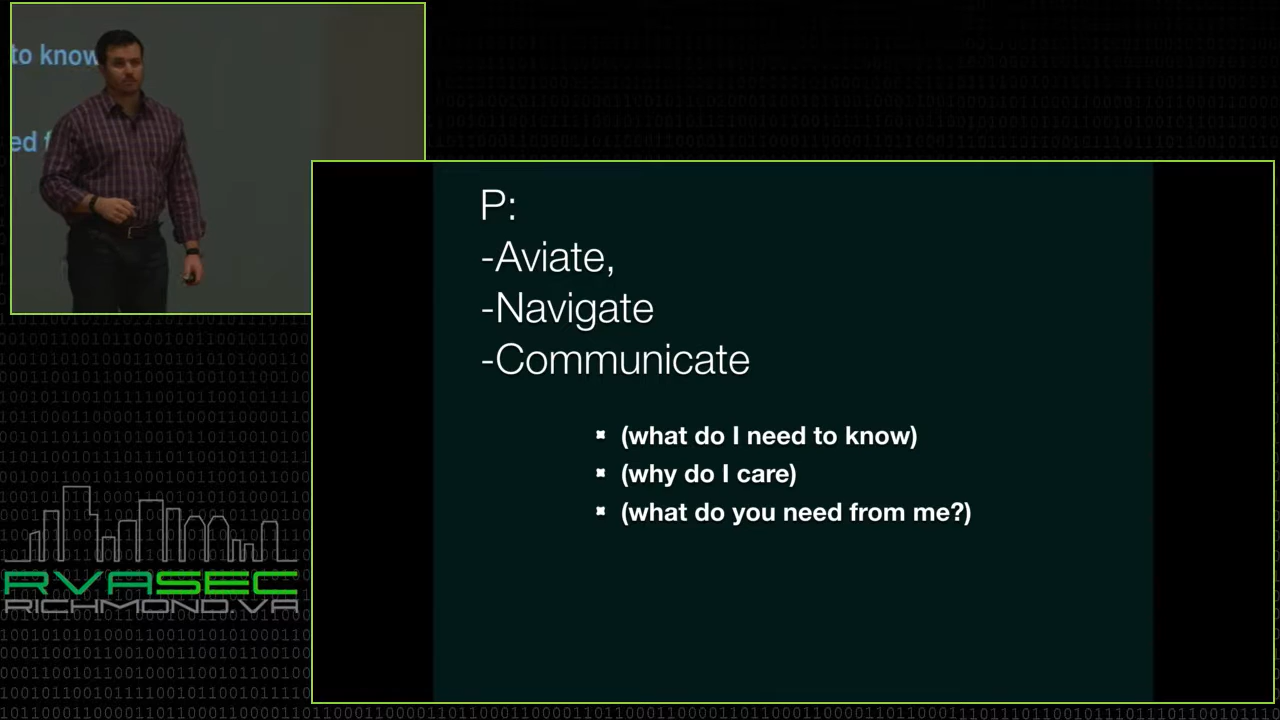 to know
ed f
P:
-Aviate,
-Navigate
-Communicate
(what do I need to know)
(why do I care)
(what do you need from me?)
RVASEC
RICHMOND.VA